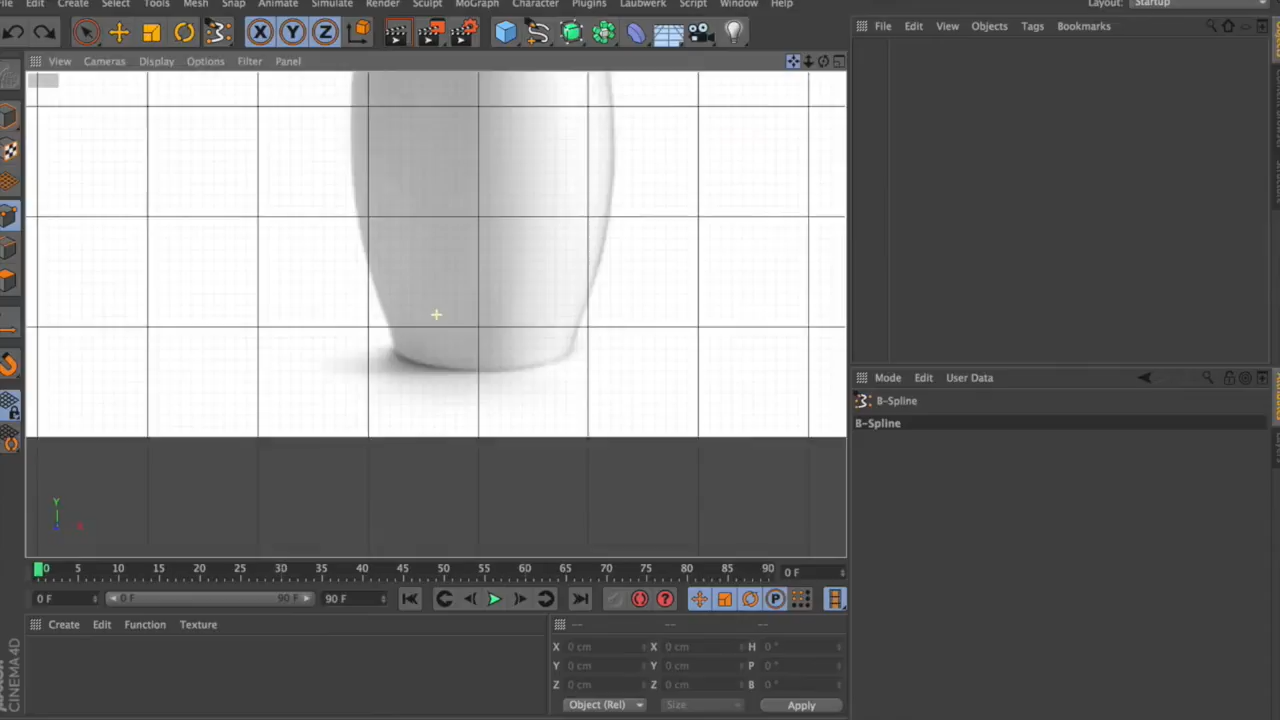 Edit Create Select Tools Mesh Snap Animate Simulate Render Sculpt MoGraph Character Plugins Laubwerk Script Window Help Layout: Startup
X Y Z
View Cameras Display Options Filter Panel
File Edit View Objects Tags Bookmarks
Mode Edit User Data
B-Spline
B-Spline
Y
0 5 10 15 20 25 30 35 40 45 50 55 60 65 70 75 80 85 90 0 F
0 F 0 F 90 F 90 F P
Create Edit Function Texture
-- -- --
X 0 cm X 0 cm H 0 °
Y 0 cm Y 0 cm P 0 °
Z 0 cm Z 0 cm B 0 °
Object (Rel) Size Apply
CINEMA 4D